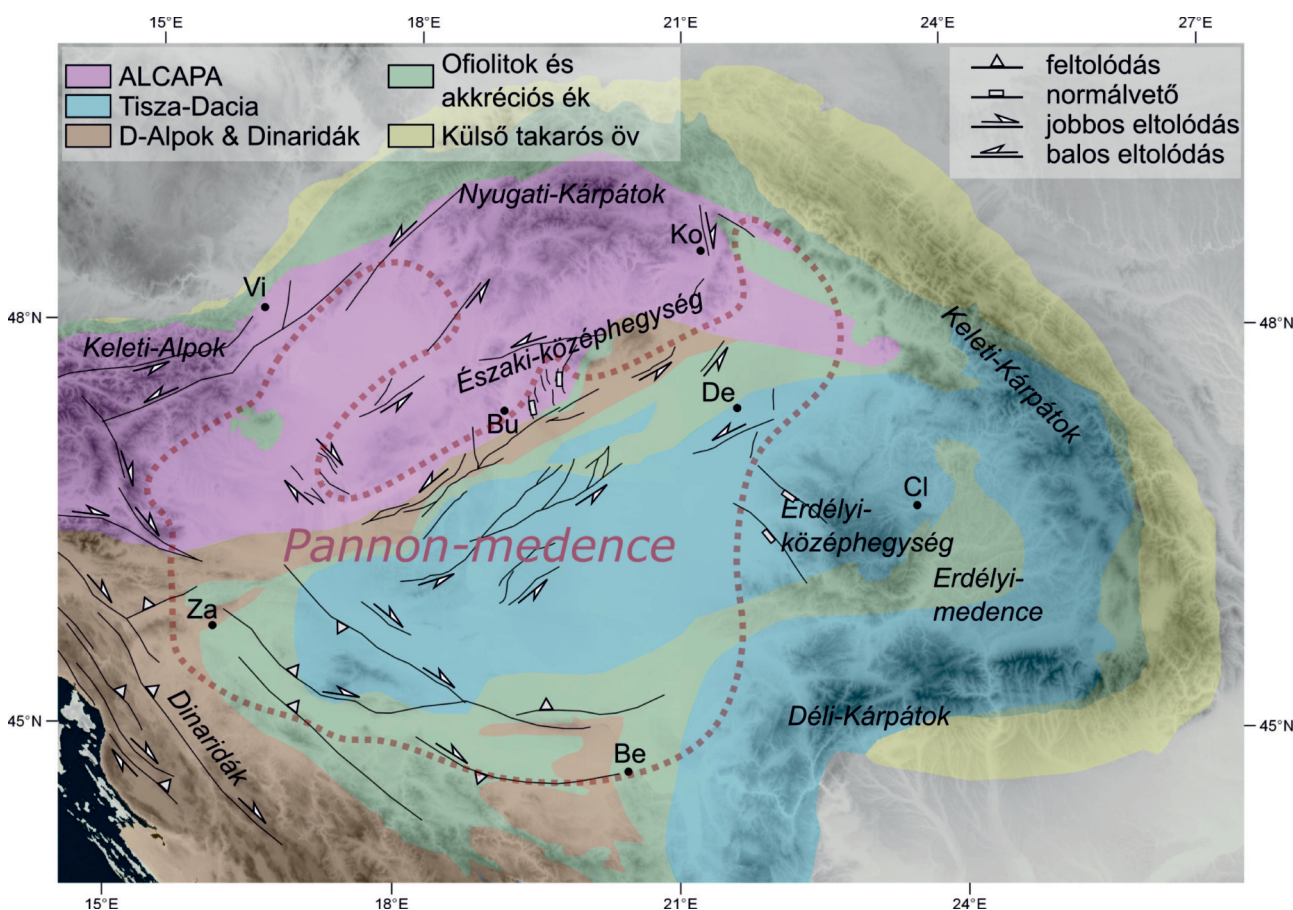 15°E
18°E
21°E
24°E
27°E
ALCAPA
Tisza-Dacia
D-Alpok & Dinaridák
Ofiolitok és
akkréciós ék
Külső takarós öv
feltolódás
normálvető
jobbos eltolódás
balos eltolódás
Nyugati-Kárpátok
Ko
Vi
48°N
48°N
Keleti-Alpok
Északi-középhegység
Keleti-Kárpátok
De
Bu
Cl
Pannon-medence
Erdélyi-
középhegység
Erdélyi-
medence
Za
Dinaridák
Déli-Kárpátok
45°N
45°N
Be
15°E
18°E
21°E
24°E